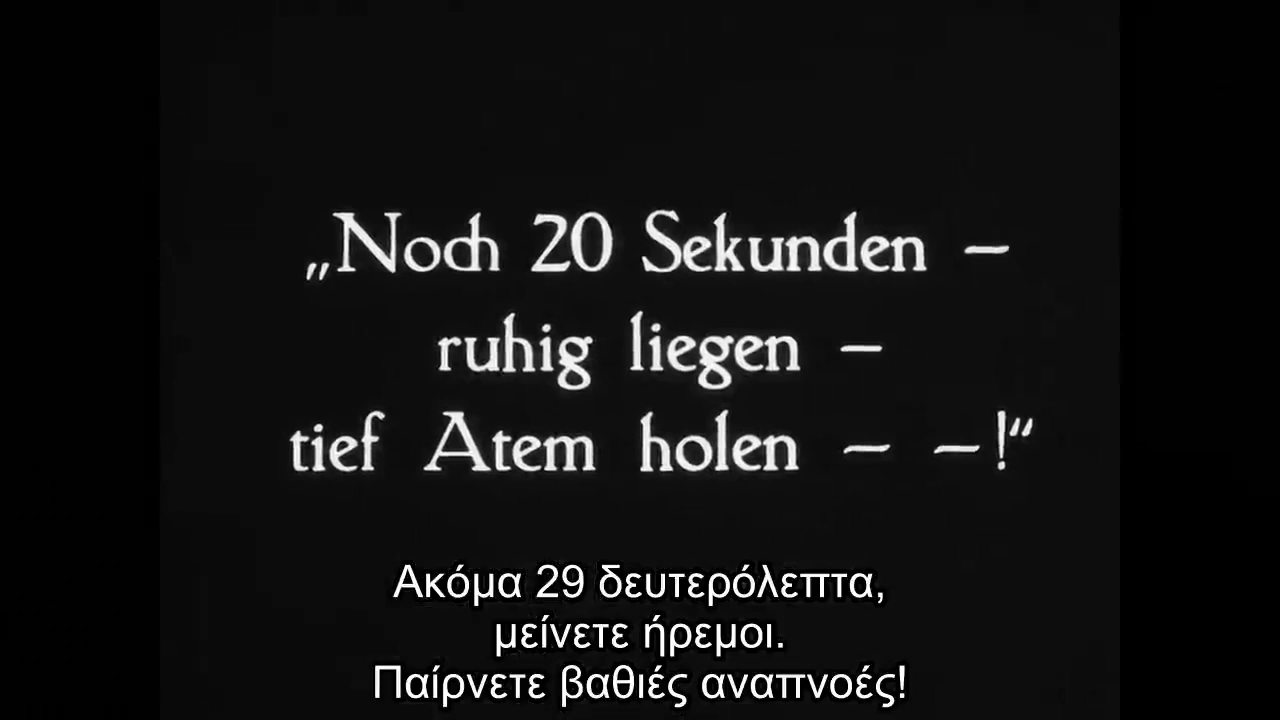 „Noch 20 Sekunden –
ruhig liegen –
tief Atem holen – –!“
Ακόμα 29 δευτερόλεπτα,
μείνετε ήρεμοι.
Παίρνετε βαθιές αναπνοές!